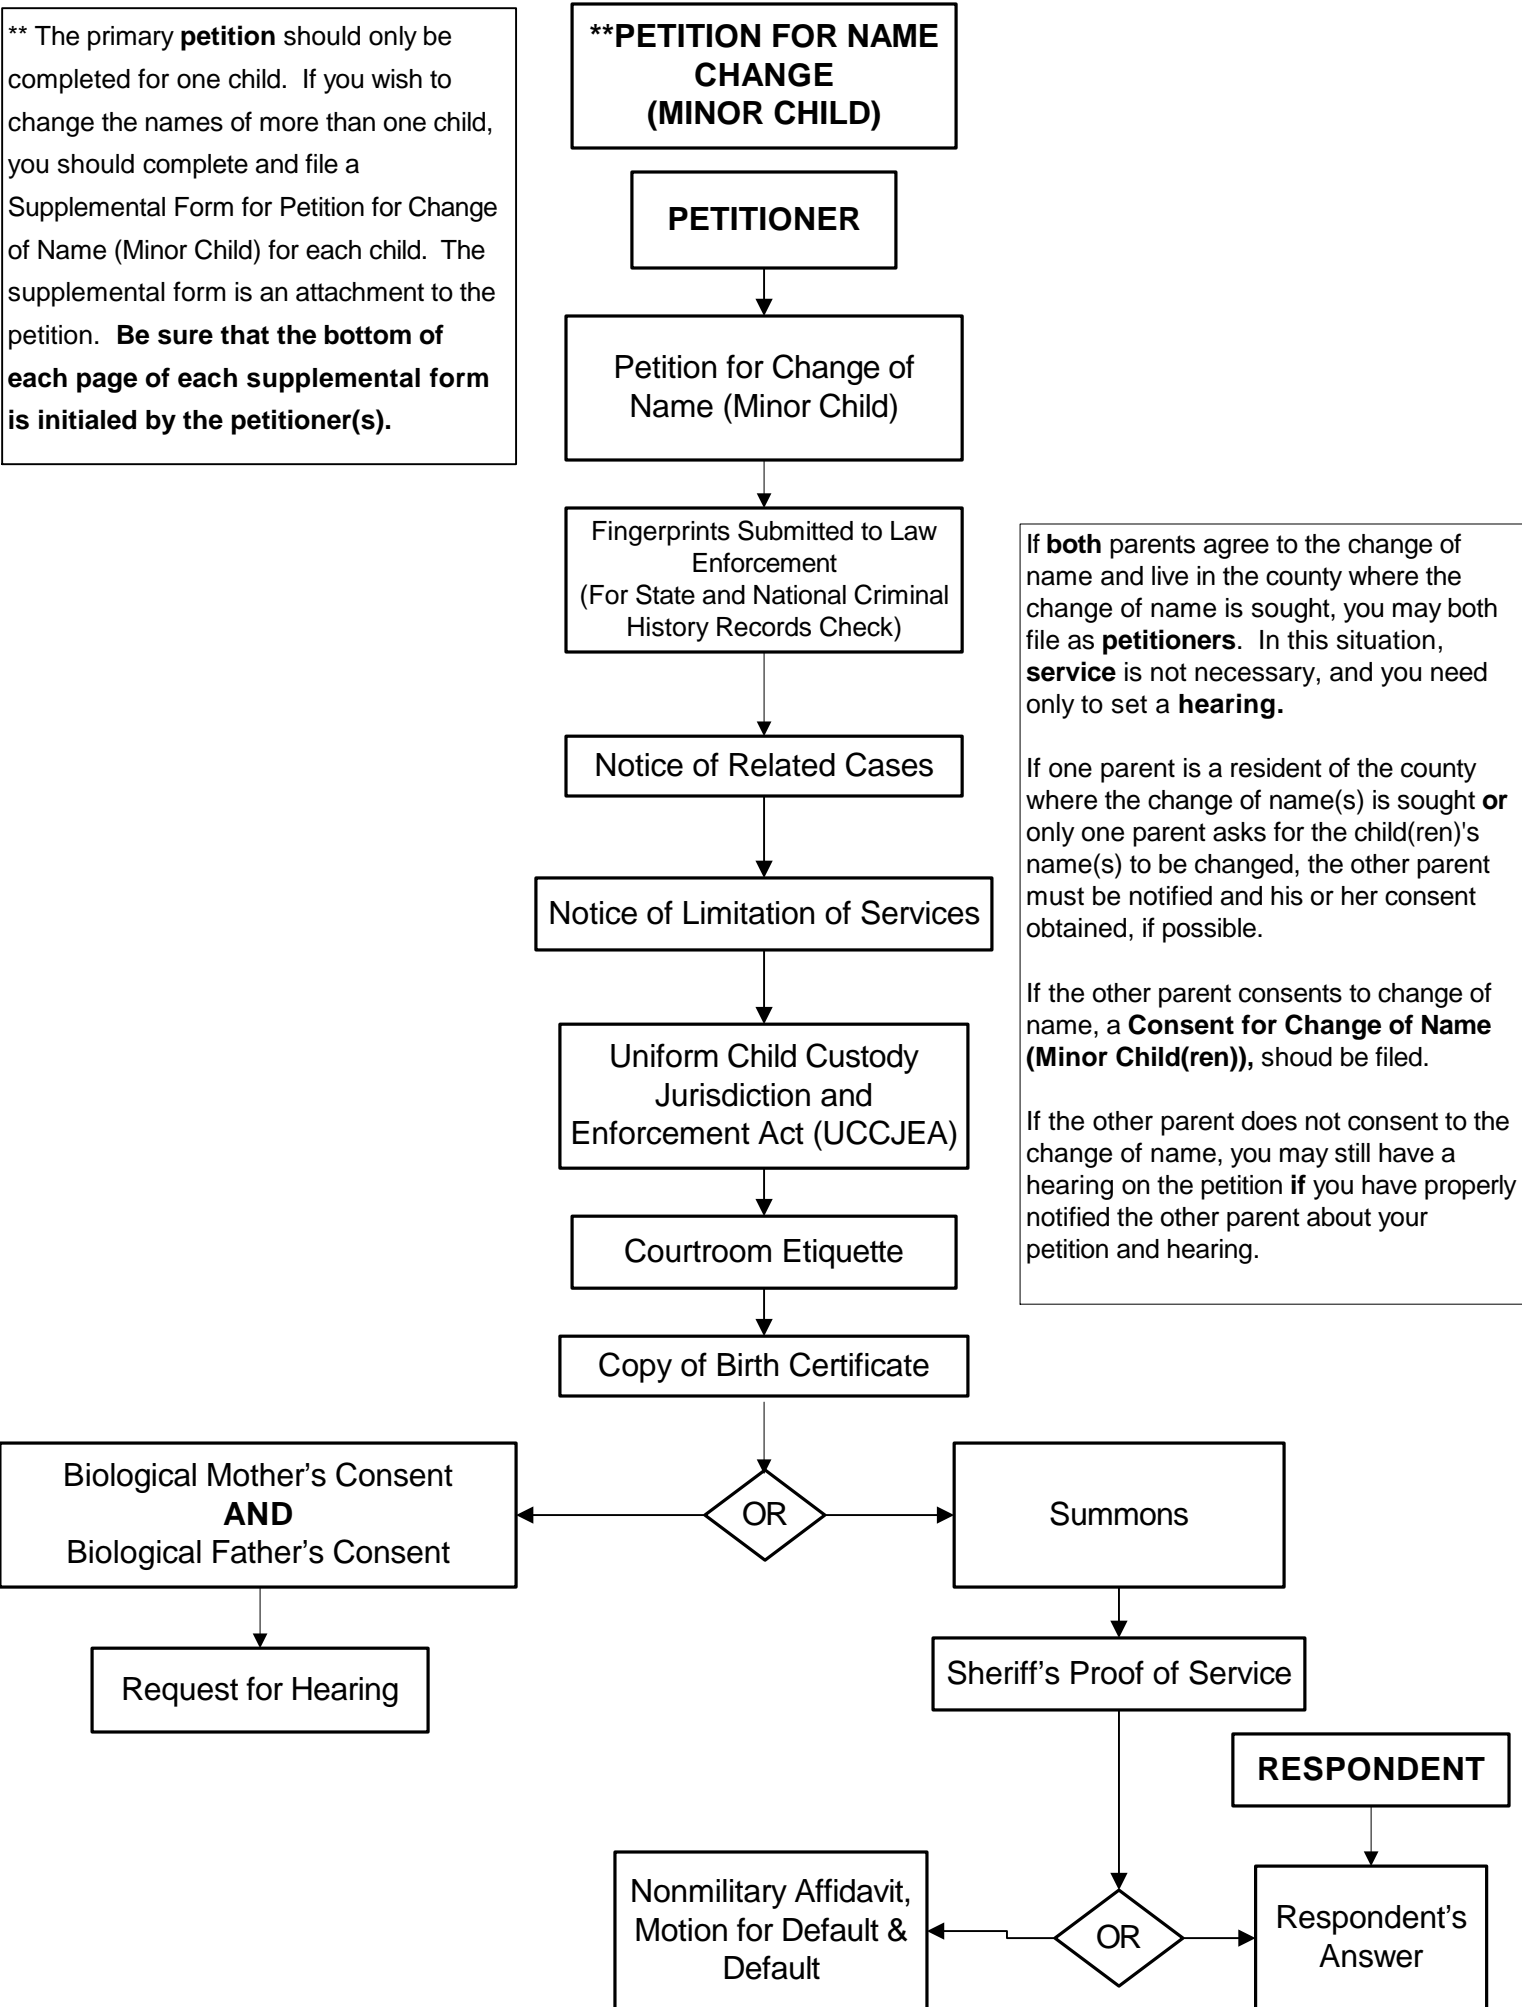 ** The primary petition should only be
completed for one child. If you wish to
change the names of more than one child,
you should complete and file a
Supplemental Form for Petition for Change
of Name (Minor Child) for each child. The
supplemental form is an attachment to the
petition. Be sure that the bottom of
each page of each supplemental form
is initialed by the petitioner(s).
**PETITION FOR NAME
CHANGE
(MINOR CHILD)
PETITIONER
Petition for Change of
Name (Minor Child)
Fingerprints Submitted to Law
Enforcement
(For State and National Criminal
History Records Check)
Notice of Related Cases
Notice of Limitation of Services
Uniform Child Custody
Jurisdiction and
Enforcement Act (UCCJEA)
Courtroom Etiquette
Copy of Birth Certificate
If both parents agree to the change of
name and live in the county where the
change of name is sought, you may both
file as petitioners. In this situation,
service is not necessary, and you need
only to set a hearing.
If one parent is a resident of the county
where the change of name(s) is sought or
only one parent asks for the child(ren)'s
name(s) to be changed, the other parent
must be notified and his or her consent
obtained, if possible.
If the other parent consents to change of
name, a Consent for Change of Name
(Minor Child(ren)), shoud be filed.
If the other parent does not consent to the
change of name, you may still have a
hearing on the petition if you have properly
notified the other parent about your
petition and hearing.
OR
Biological Mother’s Consent
AND
Biological Father’s Consent
Request for Hearing
Summons
Sheriff’s Proof of Service
RESPONDENT
OR
Nonmilitary Affidavit,
Motion for Default &
Default
Respondent’s
Answer